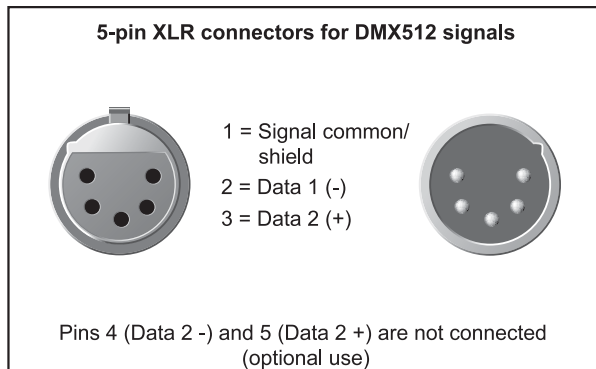 5-pin XLR connectors for DMX512 signals
1 = Signal common/
shield
2 = Data 1 (-)
3 = Data 2 (+)
Pins 4 (Data 2 -) and 5 (Data 2 +) are not connected
(optional use)